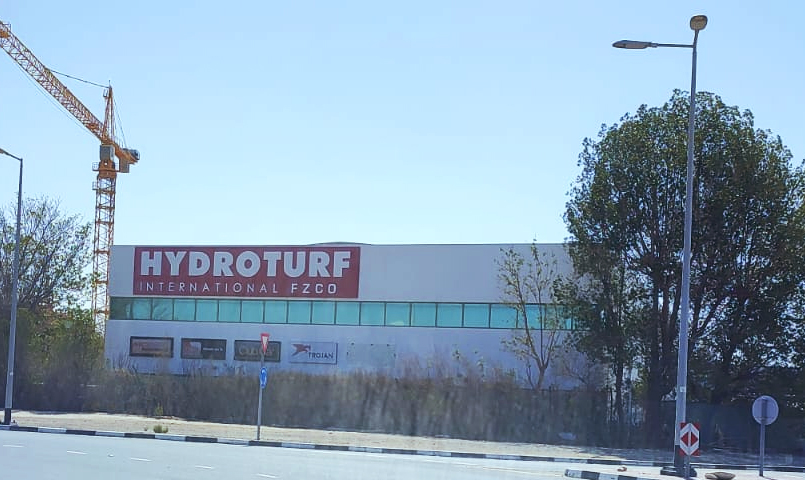 HYDROTURF
INTERNATIONAL FZCO
TROJAN